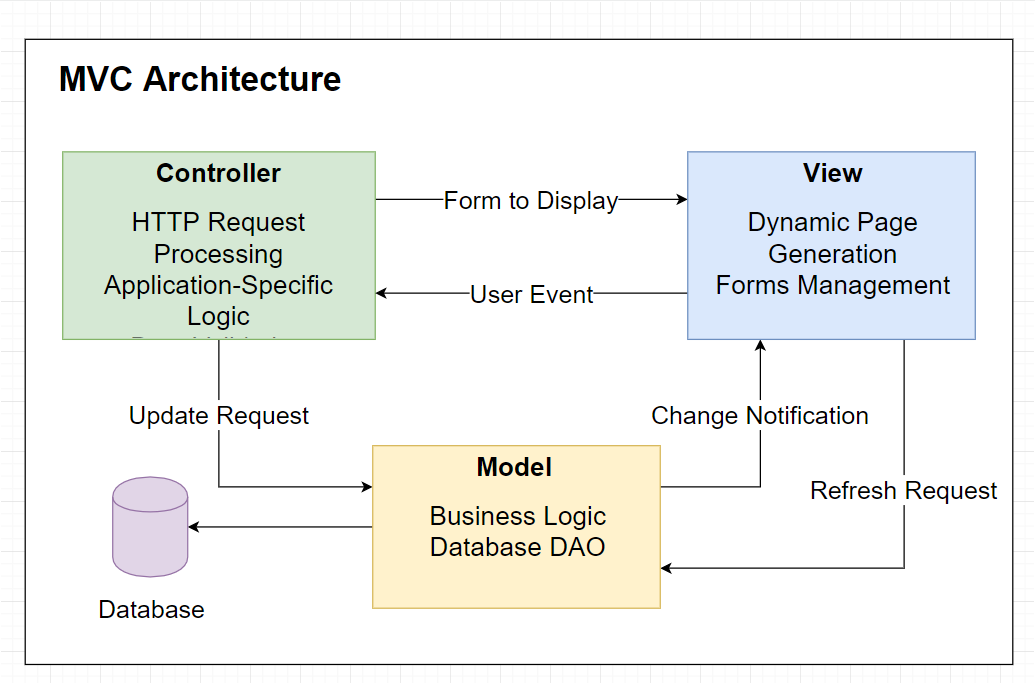 MVC Architecture
Controller
HTTP Request
Processing
Application-Specific
Logic
Form to Display
User Event
View
Dynamic Page
Generation
Forms Management
Update Request
Change Notification
Refresh Request
Model
Business Logic
Database DAO
Database